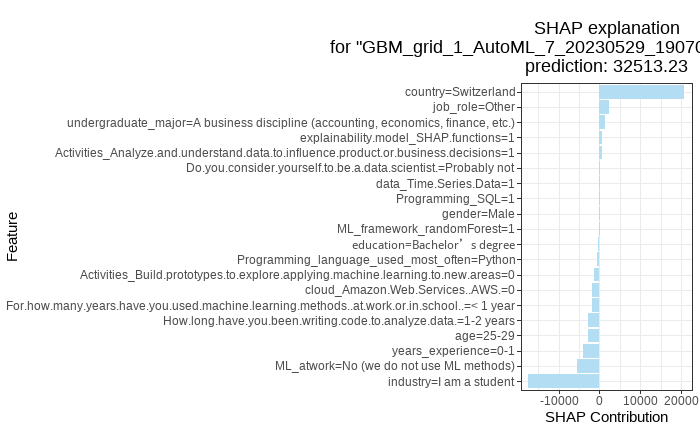 SHAP explanation
for "GBM_grid_1_AutoML_7_20230529_19070
prediction: 32513.23
country=Switzerland
job_role=Other
undergraduate_major=A business discipline (accounting, economics, finance, etc.)
explainability.model_SHAP.functions=1
Activities_Analyze.and.understand.data.to.influence.product.or.business.decisions=1
Do.you.consider.yourself.to.be.a.data.scientist.=Probably not
data_Time.Series.Data=1
Programming_SQL=1
gender=Male
ML_framework_randomForest=1
education=Bachelor’s degree
Programming_language_used_most_often=Python
Activities_Build.prototypes.to.explore.applying.machine.learning.to.new.areas=0
cloud_Amazon.Web.Services..AWS.=0
For.how.many.years.have.you.used.machine.learning.methods..at.work.or.in.school..=< 1 year
How.long.have.you.been.writing.code.to.analyze.data.=1-2 years
age=25-29
years_experience=0-1
ML_atwork=No (we do not use ML methods)
industry=I am a student
Feature
-10000 0 10000 20000
SHAP Contribution